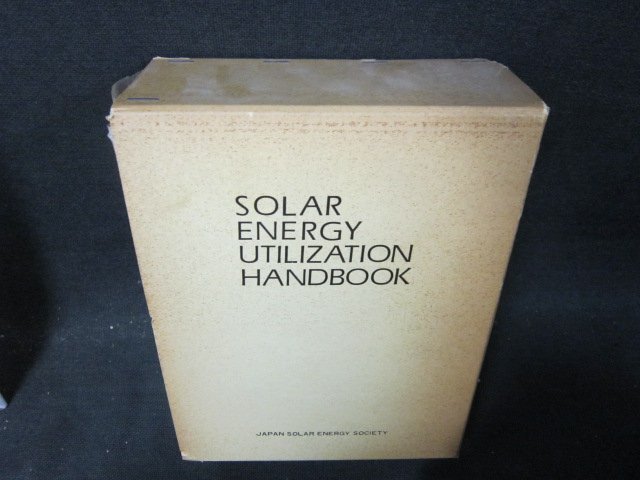 SOLAR
ENERGY
UTILIZATION
HANDBOOK
JAPAN SOLAR ENERGY SOCIETY